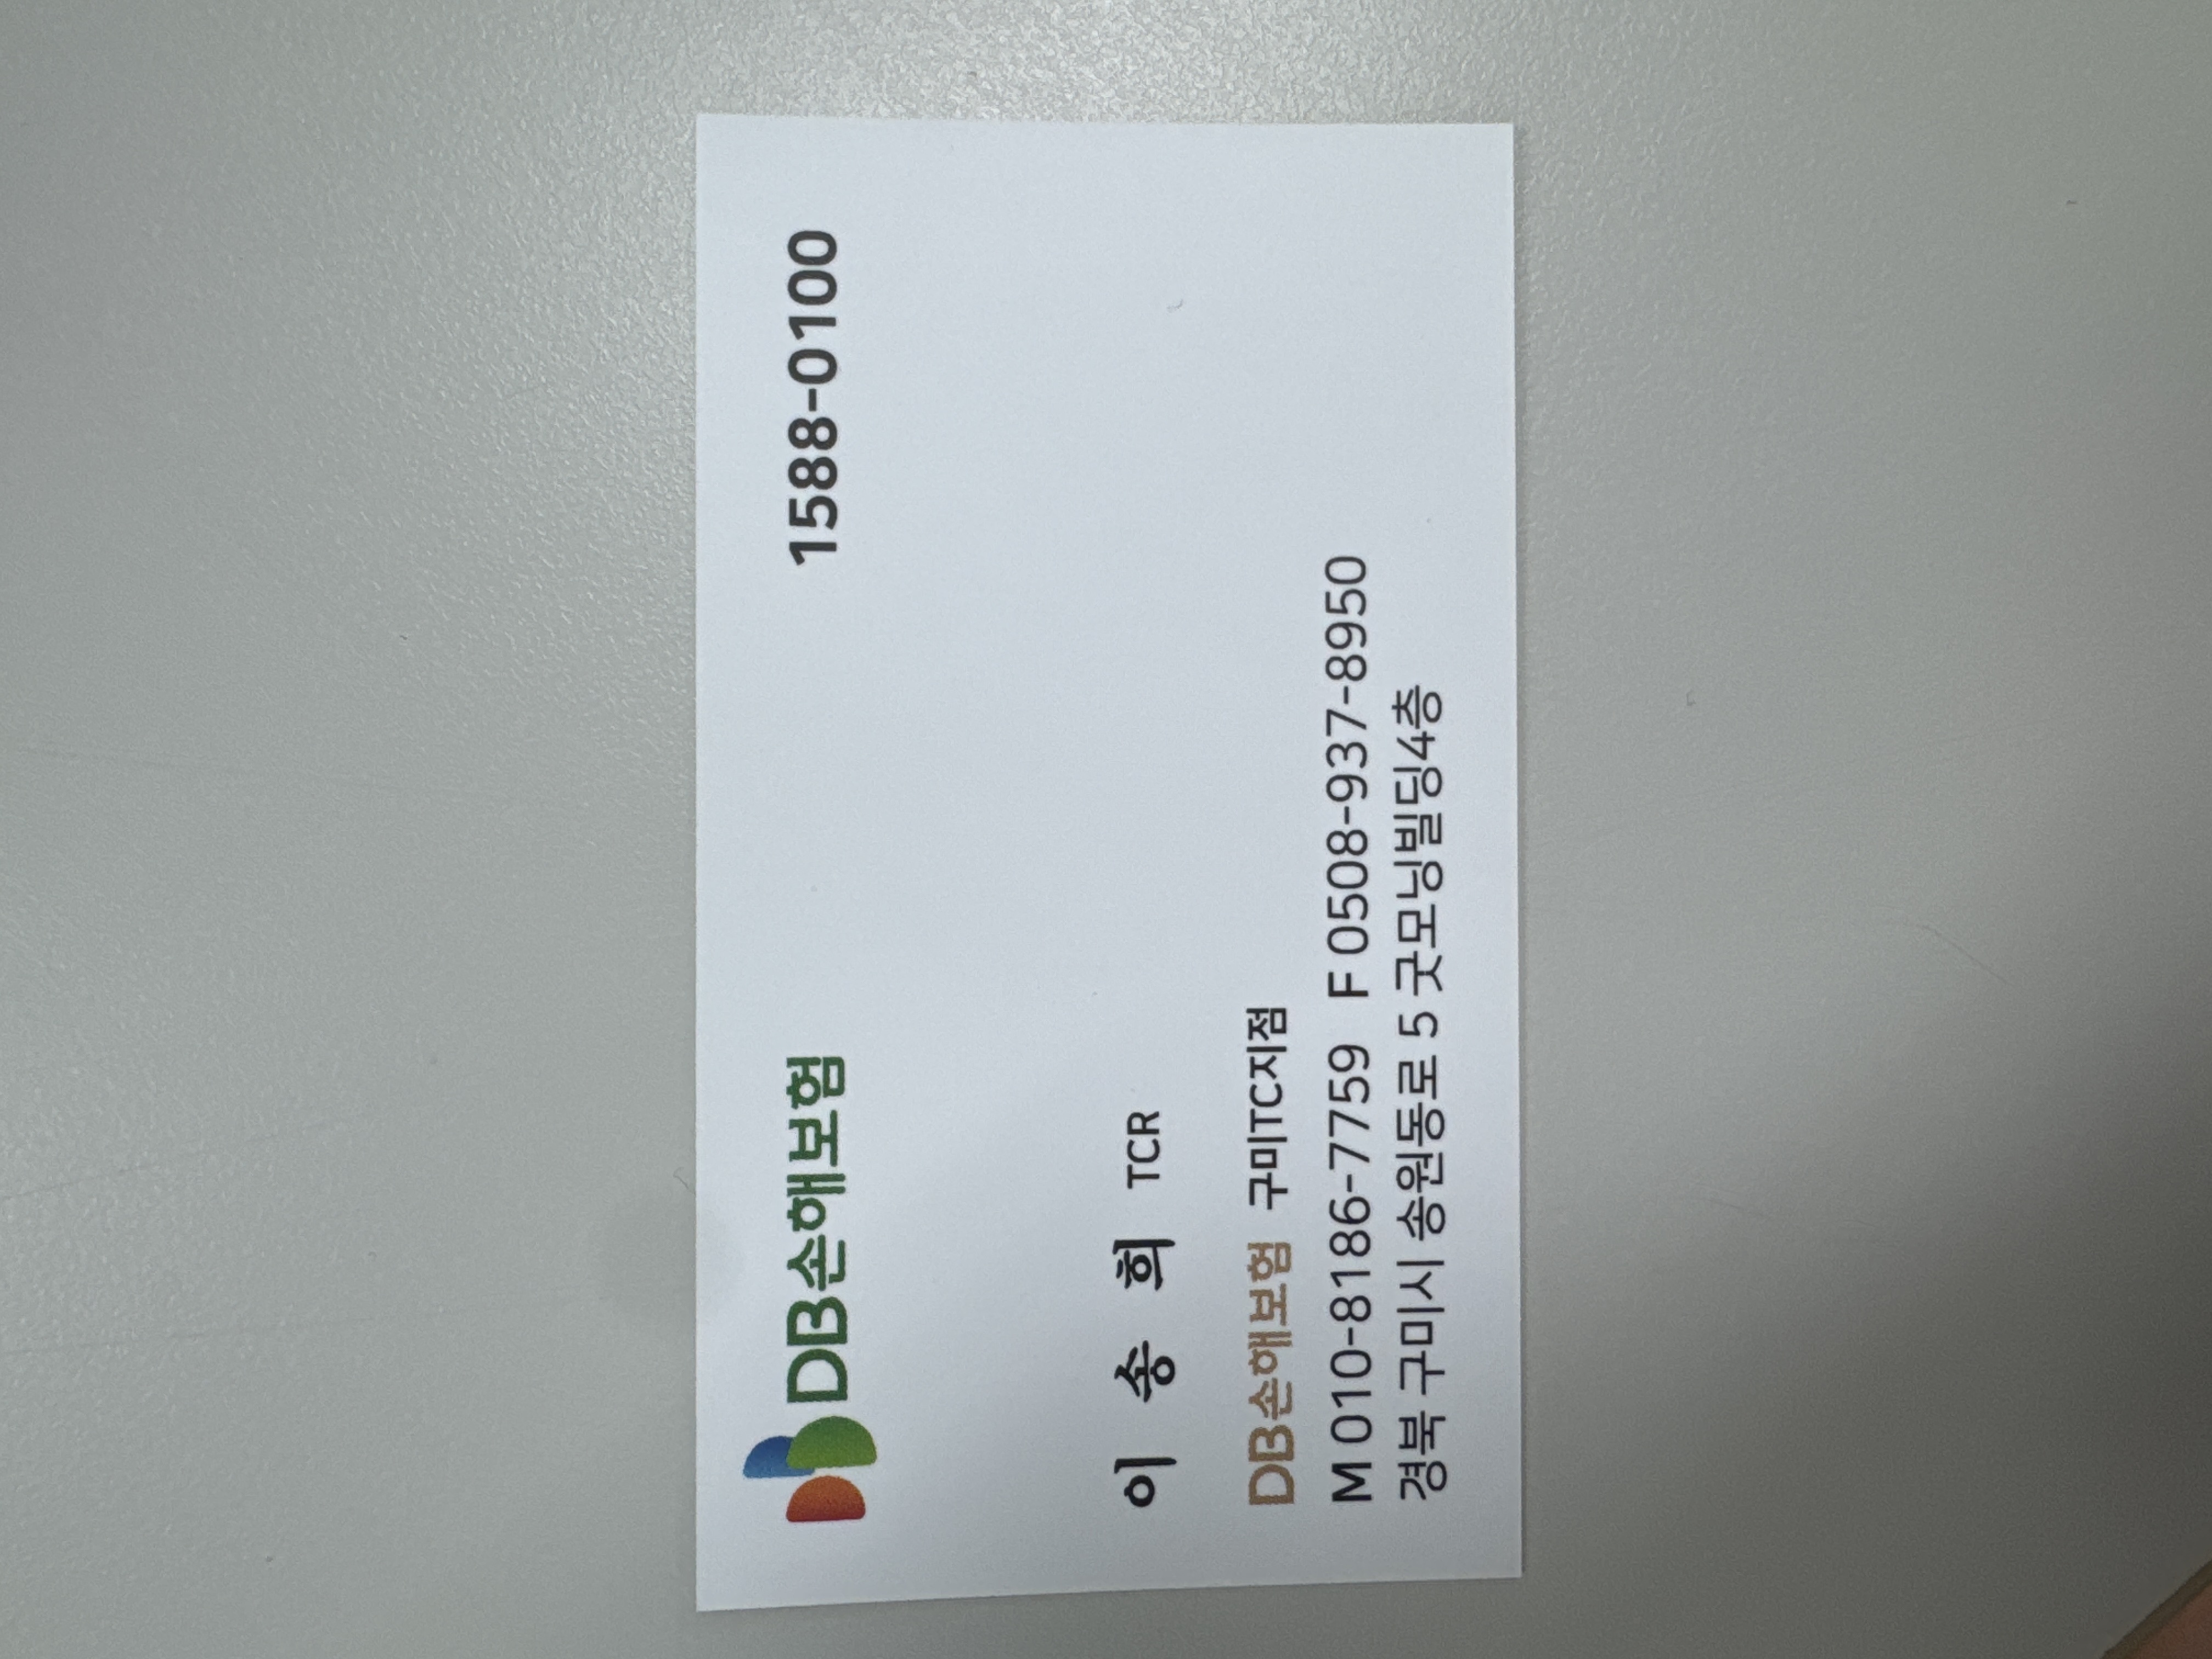 DB손해보험 1588-0100
이송희 TCR
DB손해보험 구미TC지점
M 010-8186-7759 F 0508-937-8950
경북 구미시 송원동로 5 굿모닝빌딩4층